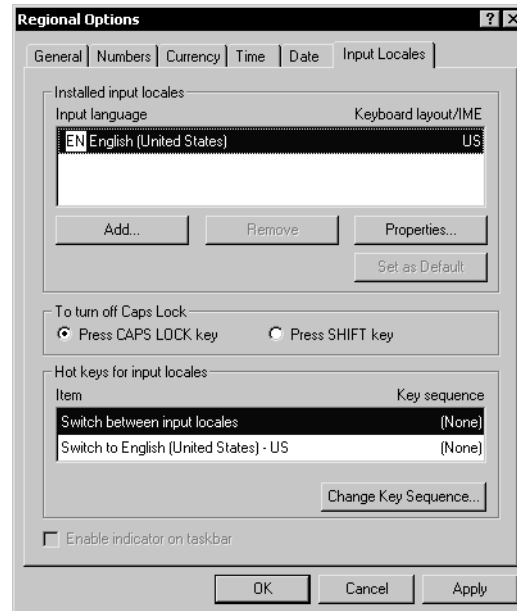 Regional Options ? X
General Numbers Currency Time Date Input Locales
Installed input locales
Input language Keyboard layout/IME
EN English (United States) US
Add... Remove Properties...
Set as Default
To turn off Caps Lock
Press CAPS LOCK key Press SHIFT key
Hot keys for input locales
Item Key sequence
Switch between input locales (None)
Switch to English (United States) - US (None)
Change Key Sequence...
Enable indicator on taskbar
OK Cancel Apply